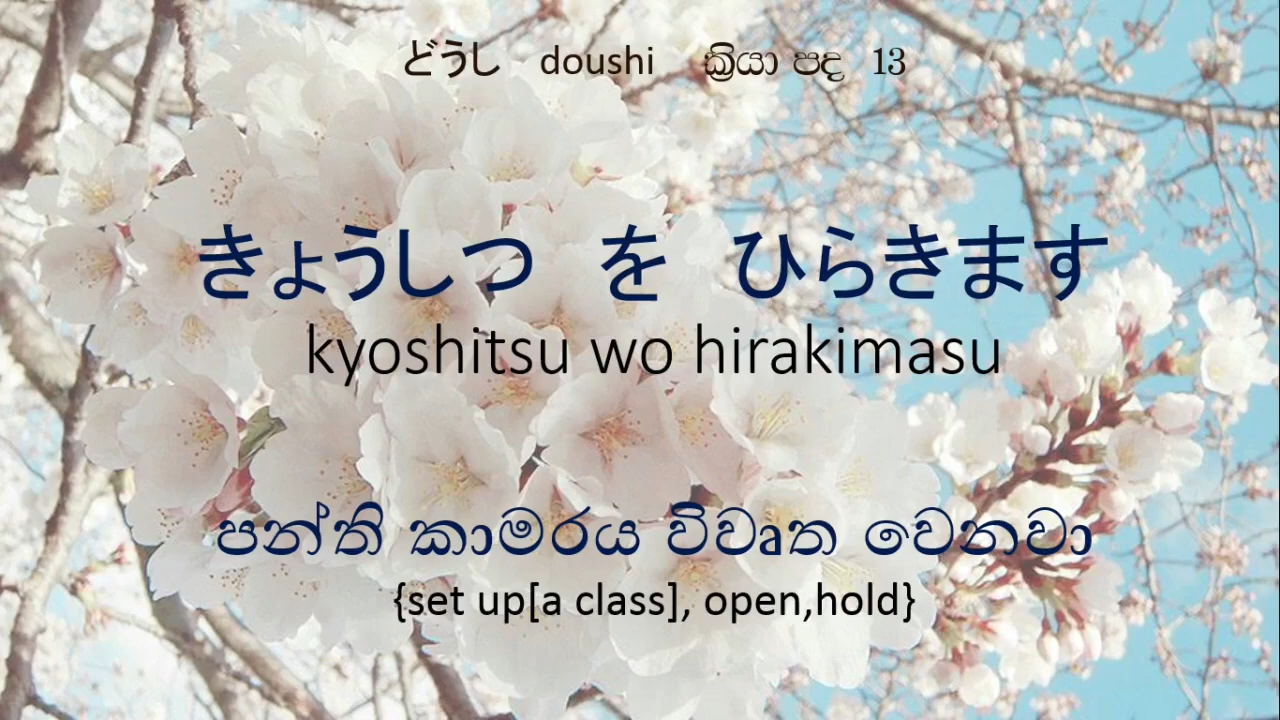 どうし doushi ක්‍රියා පද 13
きょうしつ を ひらきます
kyoshitsu wo hirakimasu
පන්ති කාමරය විවෘත වෙනවා
{set up[a class], open,hold}